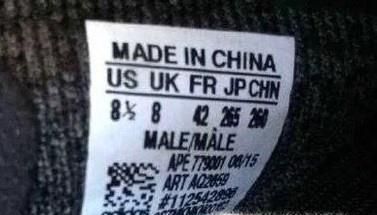 MADE IN CHINA
US UK FR JP CHN
8½ 8 42 265 260
MALE/MÂLE
APE 779001 08/15
ART AQ2659
#112542898